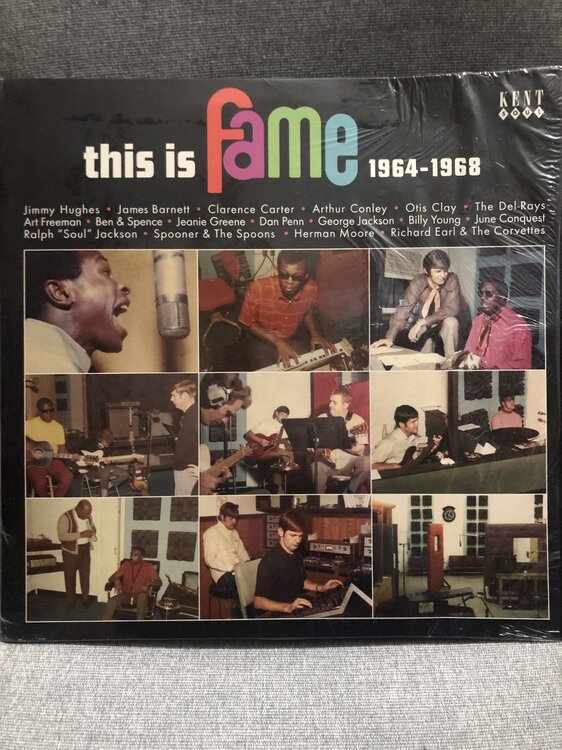 KENT
SOUL
this is fame 1964-1968
Jimmy Hughes • James Barnett • Clarence Carter • Arthur Conley • Otis Clay • The Del-Rays
Art Freeman • Ben & Spence • Jeanie Greene • Dan Penn • George Jackson • Billy Young • June Conquest
Ralph "Soul" Jackson • Spooner & The Spoons • Herman Moore • Richard Earl & The Corvettes